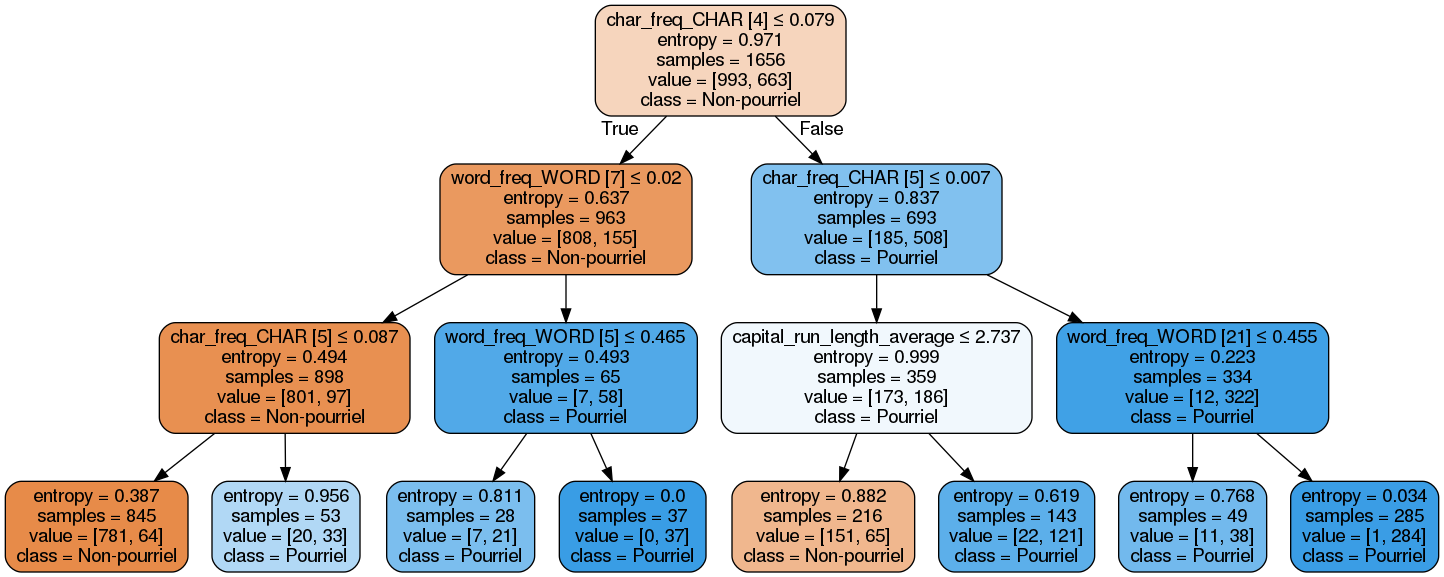 char_freq_CHAR [4] ≤ 0.079
entropy = 0.971
samples = 1656
value = [993, 663]
class = Non-pourriel
True
False
word_freq_WORD [7] ≤ 0.02
entropy = 0.637
samples = 963
value = [808, 155]
class = Non-pourriel
char_freq_CHAR [5] ≤ 0.007
entropy = 0.837
samples = 693
value = [185, 508]
class = Pourriel
char_freq_CHAR [5] ≤ 0.087
entropy = 0.494
samples = 898
value = [801, 97]
class = Non-pourriel
word_freq_WORD [5] ≤ 0.465
entropy = 0.493
samples = 65
value = [7, 58]
class = Pourriel
capital_run_length_average ≤ 2.737
entropy = 0.999
samples = 359
value = [173, 186]
class = Pourriel
word_freq_WORD [21] ≤ 0.455
entropy = 0.223
samples = 334
value = [12, 322]
class = Pourriel
entropy = 0.387
samples = 845
value = [781, 64]
class = Non-pourriel
entropy = 0.956
samples = 53
value = [20, 33]
class = Pourriel
entropy = 0.811
samples = 28
value = [7, 21]
class = Pourriel
entropy = 0.0
samples = 37
value = [0, 37]
class = Pourriel
entropy = 0.882
samples = 216
value = [151, 65]
class = Non-pourriel
entropy = 0.619
samples = 143
value = [22, 121]
class = Pourriel
entropy = 0.768
samples = 49
value = [11, 38]
class = Pourriel
entropy = 0.034
samples = 285
value = [1, 284]
class = Pourriel